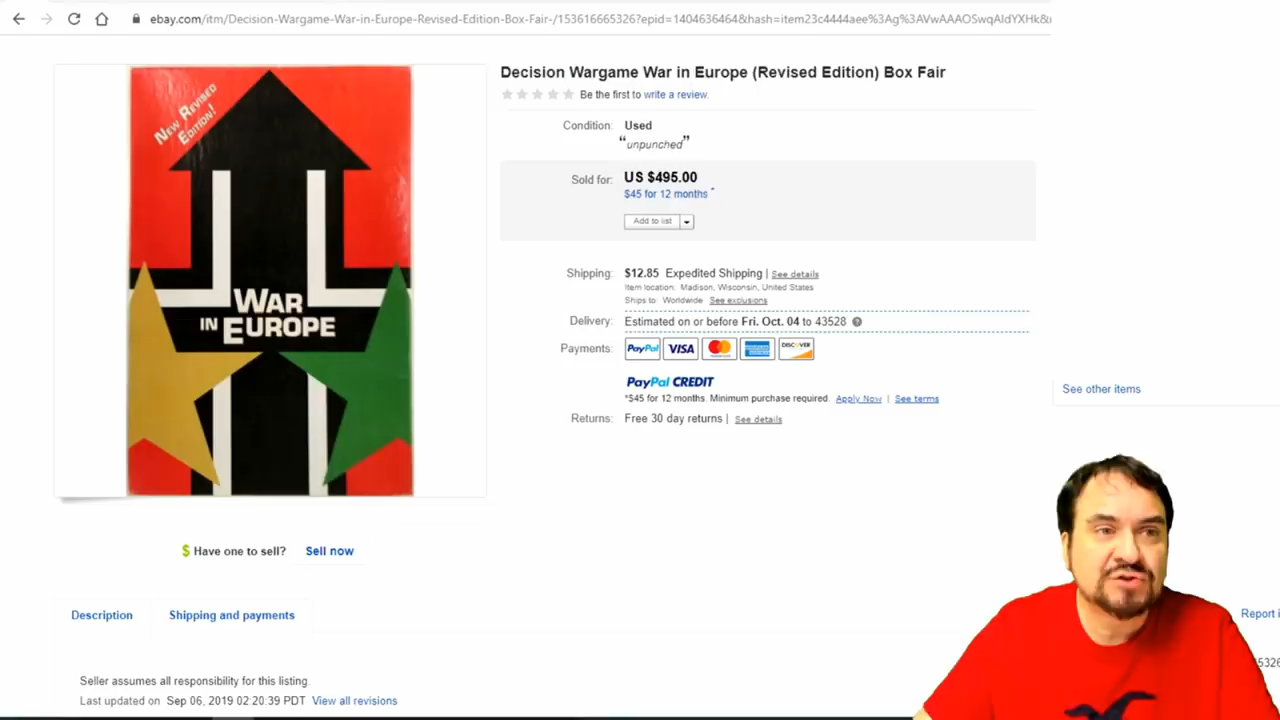 ebay.com/itm/Decision-Wargame-War-in-Europe-Revised-Edition-Box-Fair-/153616665326?epid=1404636464&hash=item23c4444aee%3Ag%3AVwAAAOSwqAldYXHk&
New Revised
Edition!
War
in Europe
Decision Wargame War in Europe (Revised Edition) Box Fair
Be the first to write a review.
Condition: Used
“unpunched”
Sold for: US $495.00
$45 for 12 months *
Add to list
Shipping: $12.85 Expedited Shipping | See details
Item location: Madison, Wisconsin, United States
Ships to: Worldwide See exclusions
Delivery: Estimated on or before Fri. Oct. 04 to 43528
Payments: PayPal VISA MasterCard AMERICAN EXPRESS DISCOVER
PayPal CREDIT
*$45 for 12 months. Minimum purchase required. Apply Now | See terms
Returns: Free 30 day returns | See details
See other items
$ Have one to sell? Sell now
Description
Shipping and payments
Report i
Seller assumes all responsibility for this listing.
Last updated on Sep 06, 2019 02:20:39 PDT View all revisions